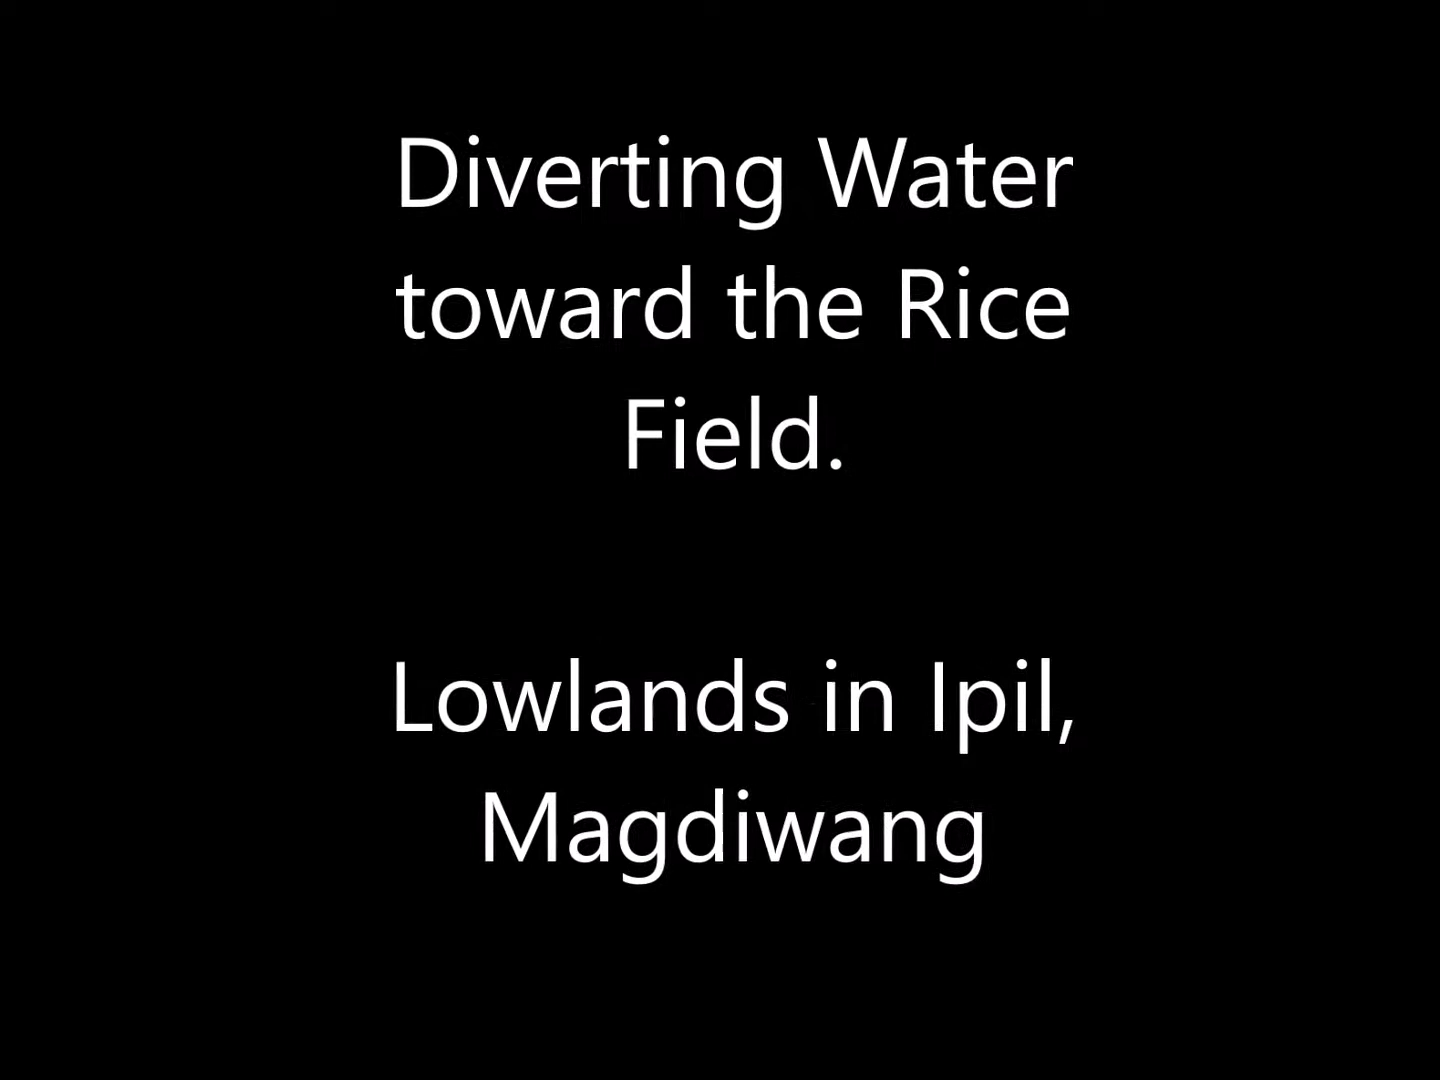 Diverting Water
toward the Rice
Field.
Lowlands in Ipil,
Magdiwang